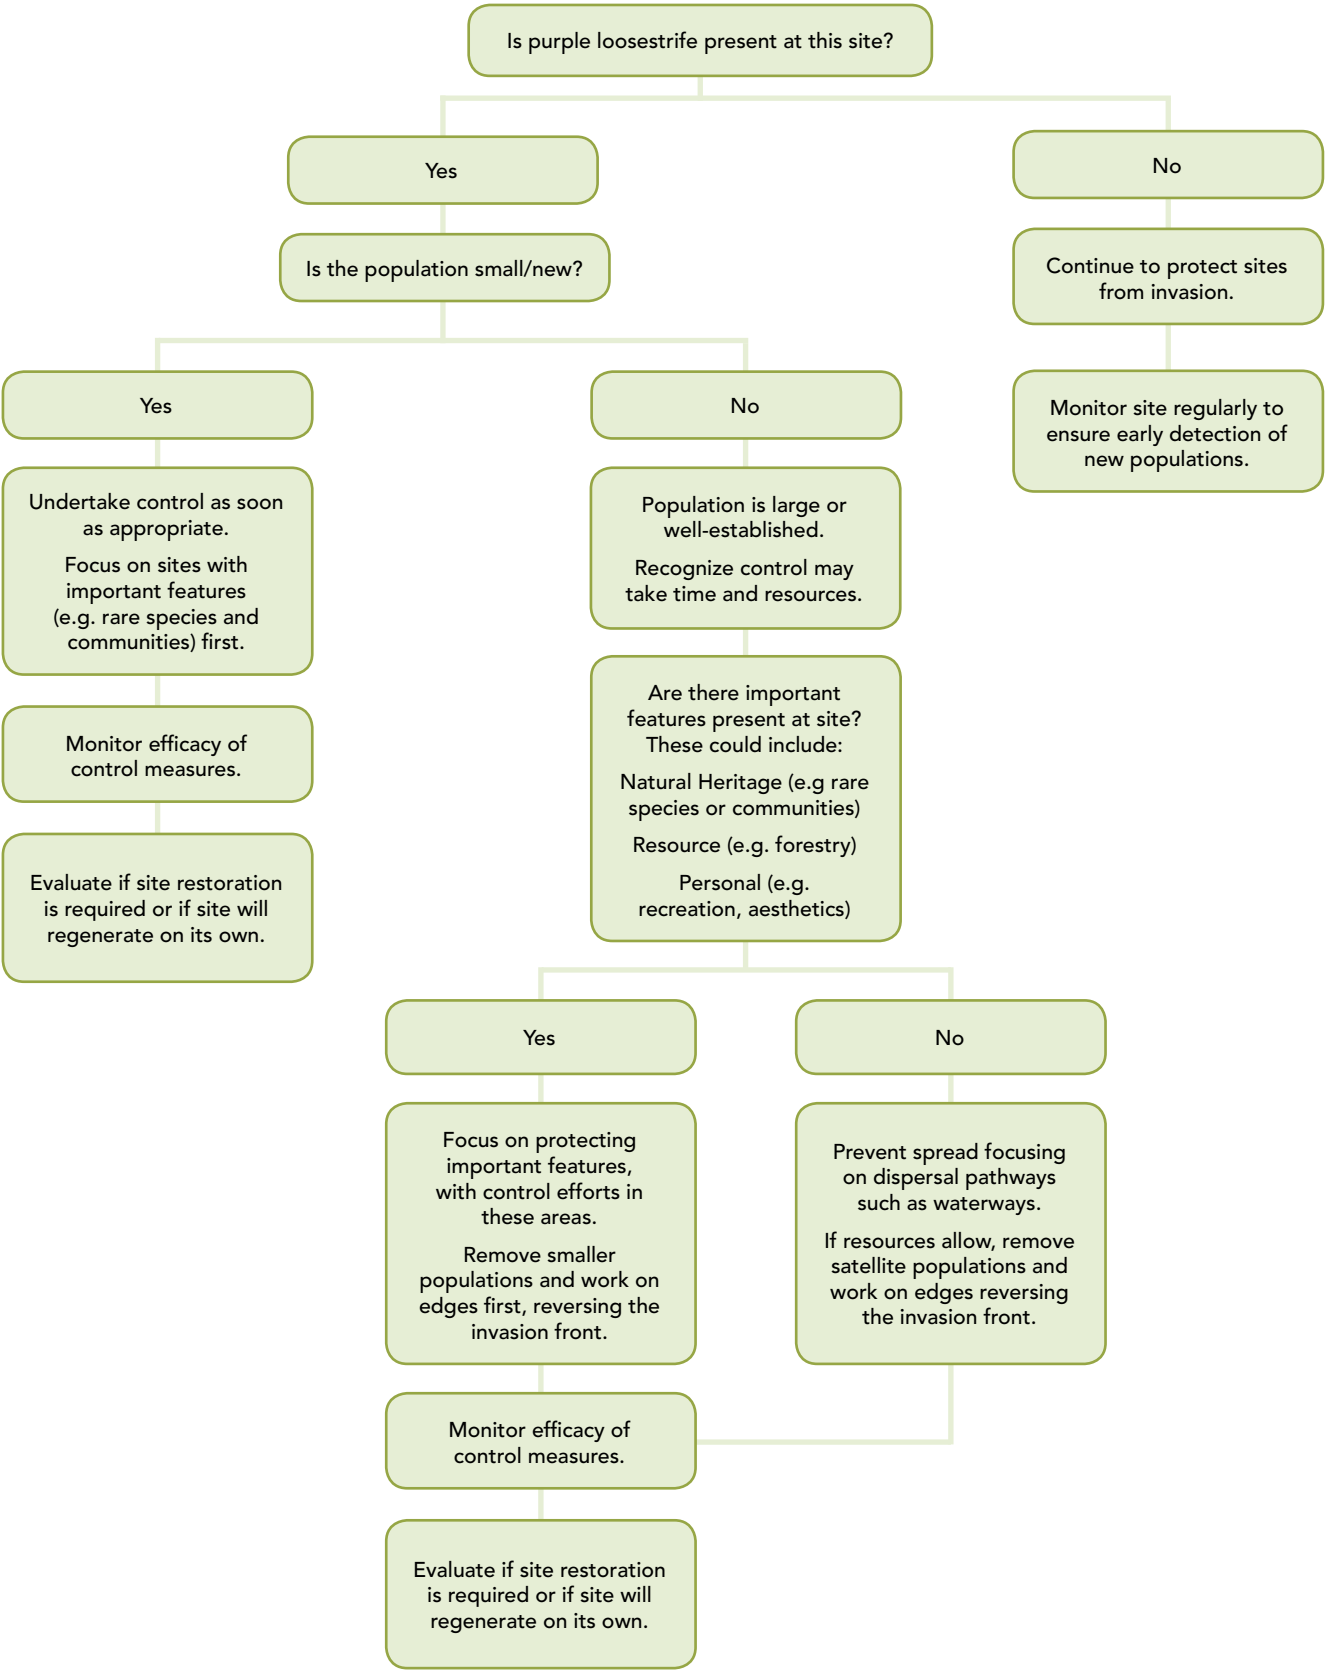 Is purple loosestrife present at this site?
Yes
No
Is the population small/new?
Continue to protect sites
from invasion.
Yes
No
Monitor site regularly to
ensure early detection of
new populations.
Undertake control as soon
as appropriate.
Focus on sites with
important features
(e.g. rare species and
communities) first.
Population is large or
well-established.
Recognize control may
take time and resources.
Monitor efficacy of
control measures.
Evaluate if site restoration
is required or if site will
regenerate on its own.
Are there important
features present at site?
These could include:
Natural Heritage (e.g rare
species or communities)
Resource (e.g. forestry)
Personal (e.g.
recreation, aesthetics)
Yes
No
Focus on protecting
important features,
with control efforts in
these areas.
Remove smaller
populations and work on
edges first, reversing the
invasion front.
Prevent spread focusing
on dispersal pathways
such as waterways.
If resources allow, remove
satellite populations and
work on edges reversing
the invasion front.
Monitor efficacy of
control measures.
Evaluate if site restoration
is required or if site will
regenerate on its own.